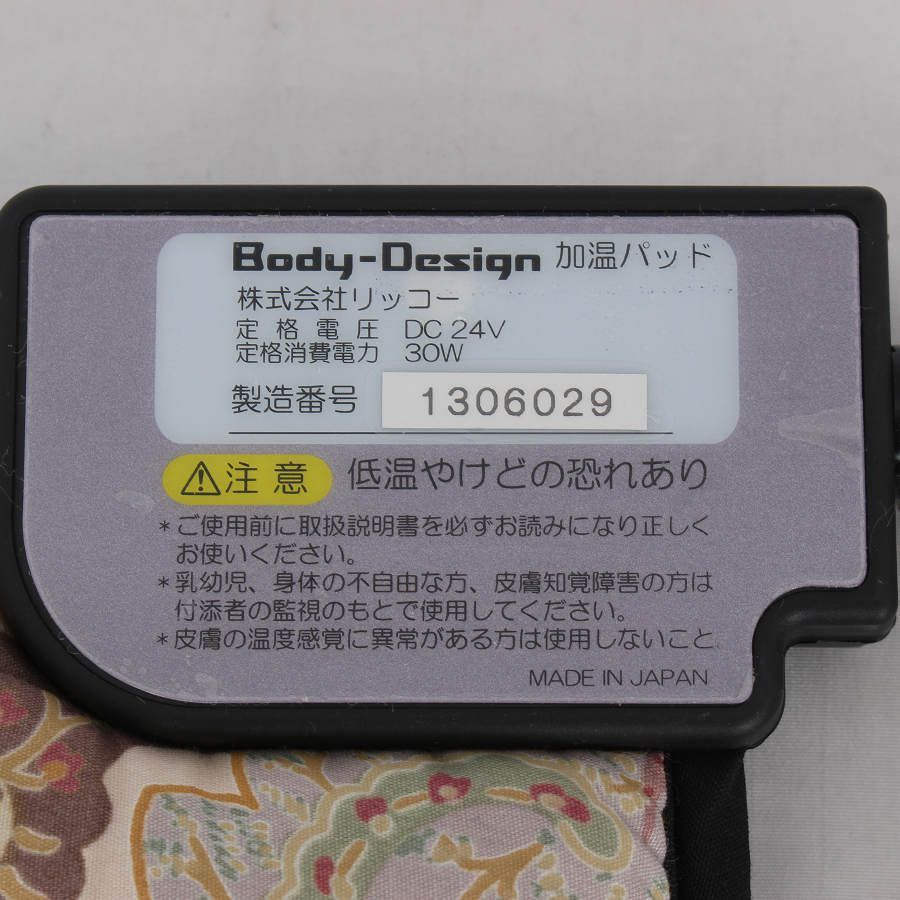 Body-Design 加温パッド
株式会社リッコー
定格電圧 DC 24V
定格消費電力 30W
製造番号 1306029
注意 低温やけどの恐れあり
*ご使用前に取扱説明書を必ずお読みになり正しく
お使いください。
*乳幼児、身体の不自由な方、皮膚知覚障害の方は
付添者の監視のもとで使用してください。
*皮膚の温度感覚に異常がある方は使用しないこと
MADE IN JAPAN